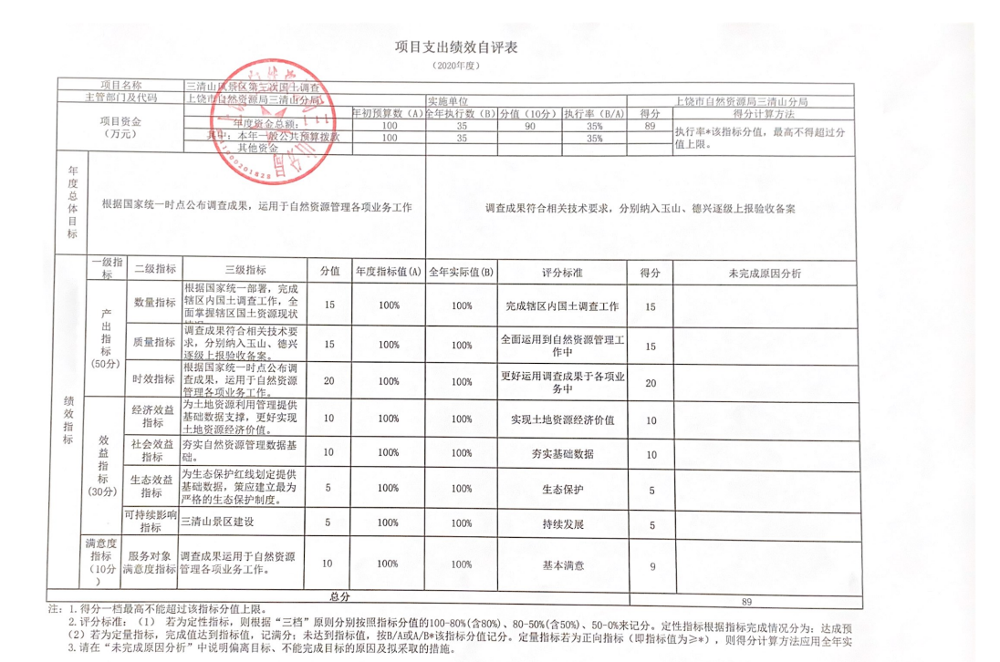 项目支出绩效自评表
（2020年度）
项目名称 三清山风景区第三次国土调查
主管部门及代码 上饶市自然资源局三清山分局 实施单位 上饶市自然资源局三清山分局
项目资金
（万元）
年初预算数（A） 全年执行数（B） 分值（10分） 执行率（B/A） 得分 得分计算方法
年度资金总额： 100 35 90 35% 89
执行率*该指标分值，最高不得超过分
值上限。
其中：本年一般公共预算拨款 100 35 35%
其他资金
年度总体目标
根据国家统一时点公布调查成果，运用于自然资源管理各项业务工作
调查成果符合相关技术要求，分别纳入玉山、德兴逐级上报验收备案
绩效指标
一级指标 二级指标 三级指标 分值 年度指标值(A) 全年实际值(B) 评分标准 得分 未完成原因分析
产出指标
(50分)
数量指标
根据国家统一部署，完成
辖区内国土调查工作，全
面掌握辖区国土资源现状
15 100% 100% 完成辖区内国土调查工作 15
质量指标
调查成果符合相关技术要
求，分别纳入玉山、德兴
逐级上报验收备案。
15 100% 100% 全面运用到自然资源管理工
作中 15
时效指标
根据国家统一时点公布调
查成果，运用于自然资源
管理各项业务工作。
20 100% 100% 更好运用调查成果于各项业
务中 20
效益指标
(30分)
经济效益
指标
为土地资源利用管理提供
基础数据支撑，更好实现
土地资源经济价值。
10 100% 100% 实现土地资源经济价值 10
社会效益
指标
夯实自然资源管理数据基
础。
10 100% 100% 夯实基础数据 10
生态效益
指标
为生态保护红线划定提供
基础数据，策应建立最为
严格的生态保护制度。
5 100% 100% 生态保护 5
可持续影响
指标
三清山景区建设 5 100% 100% 持续发展 5
满意度
指标
（10分
）
服务对象
满意度指标
调查成果运用于自然资源
管理各项业务工作。
10 100% 100% 基本满意 9
总分 89
注：1.得分一档最高不能超过该指标分值上限。
2.评分标准：（1） 若为定性指标，则根据“三档”原则分别按照指标分值的100-80%(含80%)、80-50%(含50%)、50-0%来记分。定性指标根据指标完成情况分为：达成预
（2）若为定量指标，完成值达到指标值，记满分；未达到指标值，按B/A或A/B*该指标分值记分。定量指标若为正向指标（即指标值为≥*），则得分计算方法应用全年实
3.请在“未完成原因分析”中说明偏离目标、不能完成目标的原因及拟采取的措施。